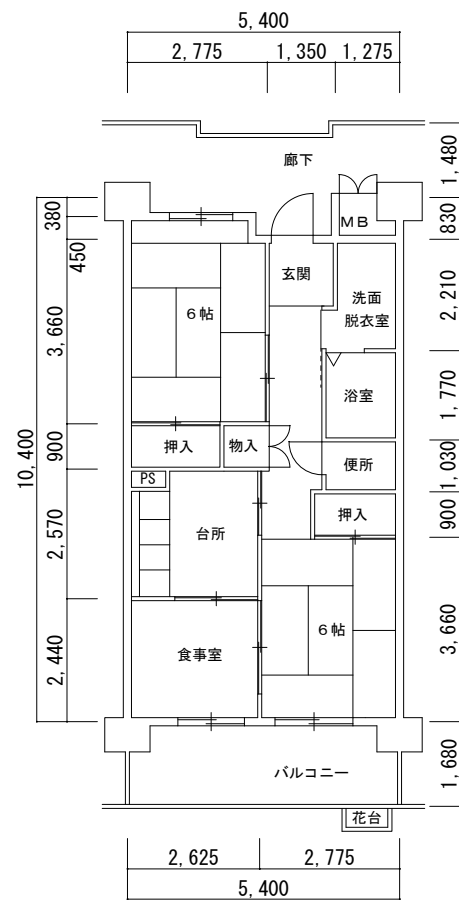 5,400
2,775 1,350 1,275
廊下
1,480
380
ＭＢ
830
450
玄関
洗面
脱衣室
2,210
6帖
3,660
浴室
1,770
10,400
900
押入
物入
便所
1,030
PS
押入
900
2,570
台所
6帖
3,660
2,440
食事室
バルコニー
1,680
花台
2,625 2,775
5,400